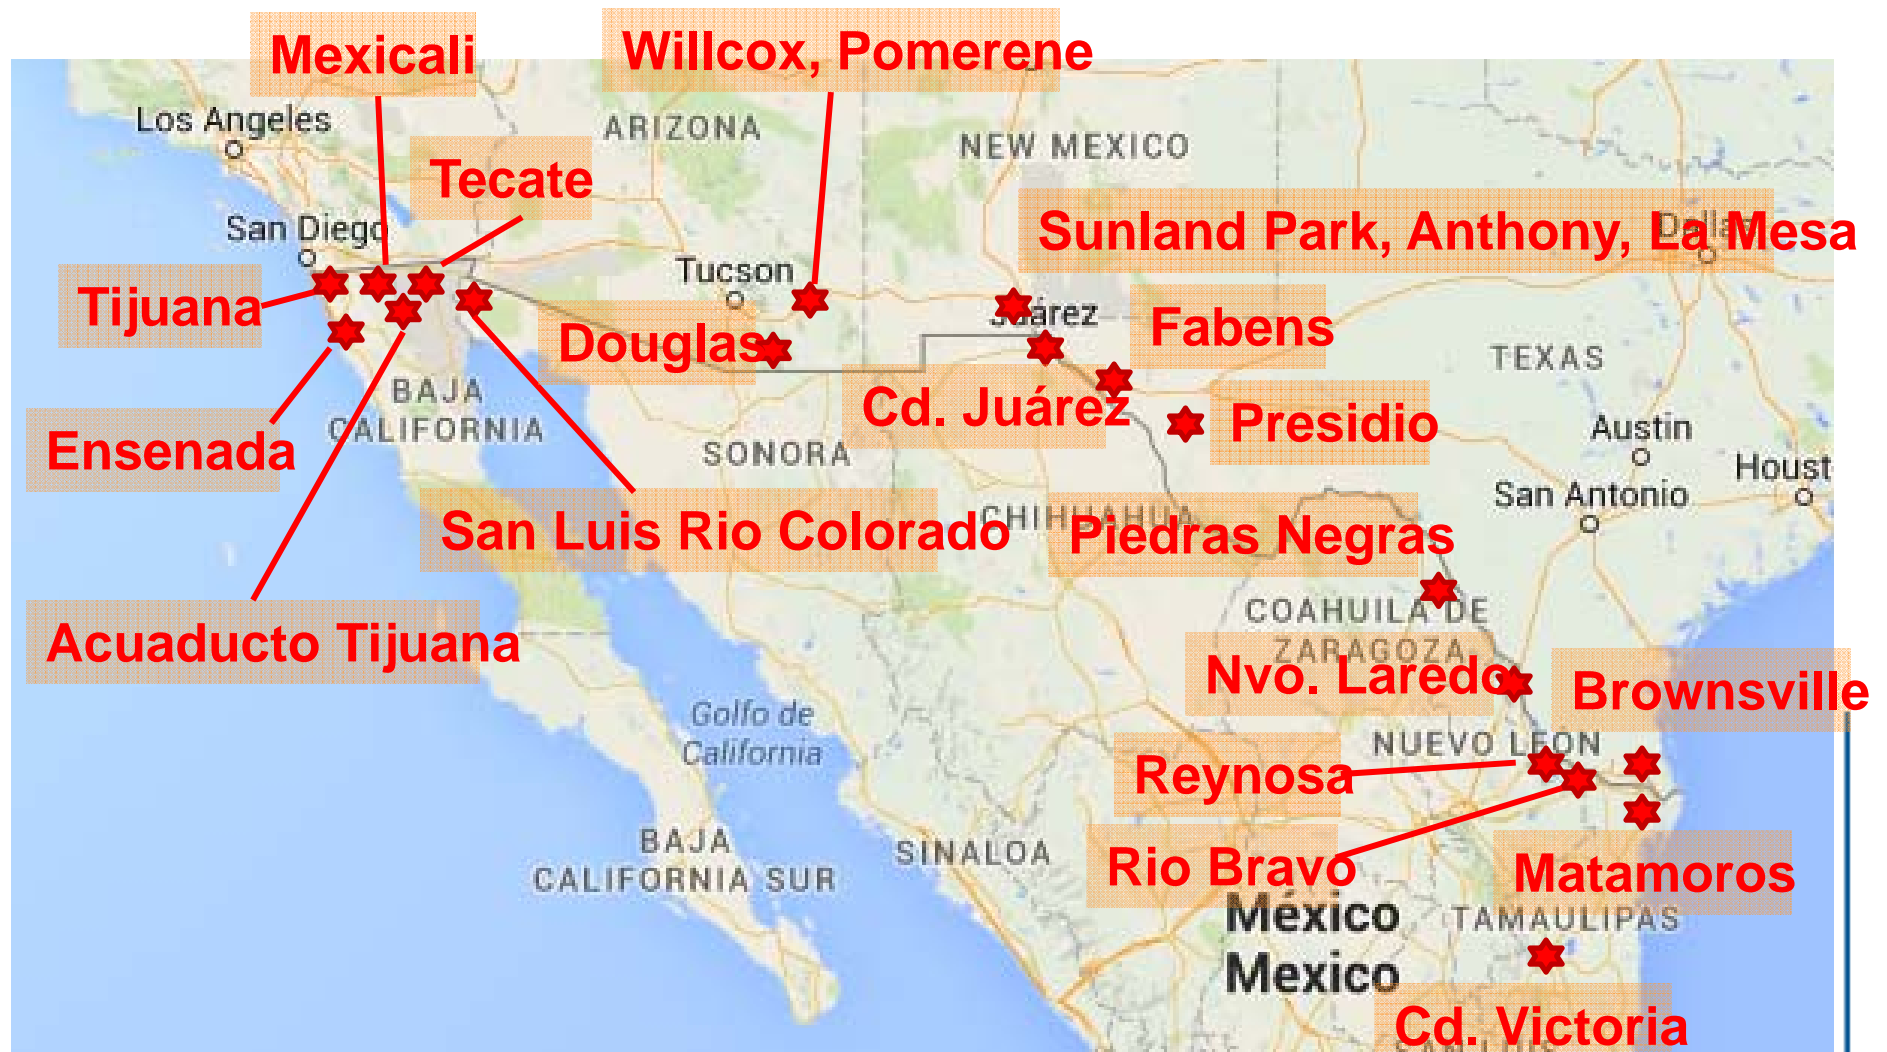 Mexicali
Willcox, Pomerene
Los Angeles
ARIZONA
NEW MEXICO
Tecate
San Diego
Sunland Park, Anthony, La Mesa
Dallas
Tucson
Tijuana
Juárez
Fabens
Douglas
TEXAS
BAJA
CALIFORNIA
Cd. Juárez
Presidio
Ensenada
SONORA
Austin
Houst
San Antonio
San Luis Rio Colorado
CHIHUAHUA
Piedras Negras
COAHUILA DE
ZARAGOZA
Acuaducto Tijuana
Nvo. Laredo
Brownsville
Golfo de
California
NUEVO LEON
Reynosa
BAJA
CALIFORNIA SUR
SINALOA
Rio Bravo
Matamoros
México
Mexico
TAMAULIPAS
Cd. Victoria